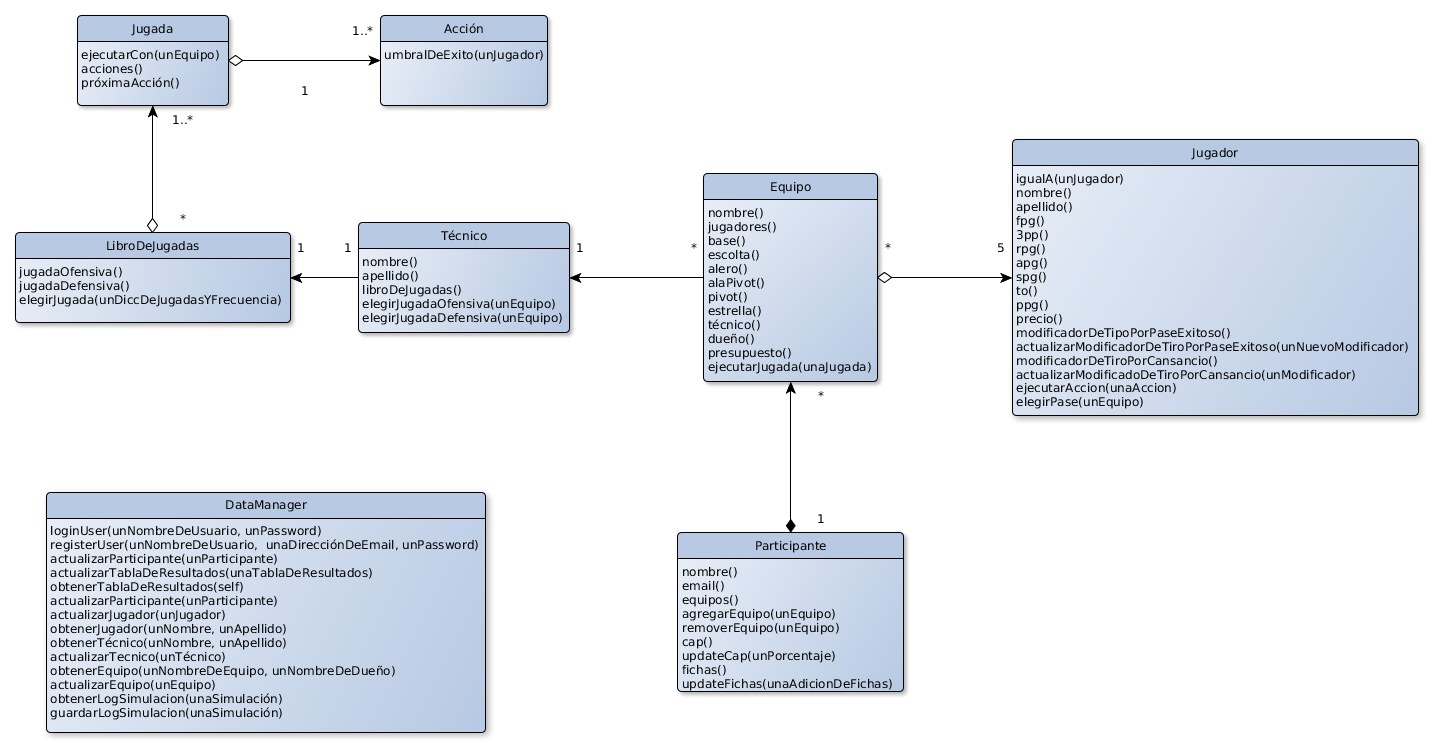 Jugada
ejecutarCon(unEquipo)
acciones()
próximaAcción()
1..*
1
Acción
umbralDeExito(unJugador)
1..*
*
LibroDeJugadas
jugadaOfensiva()
jugadaDefensiva()
elegirJugada(unDiccDeJugadasYFrecuencia)
1
1
Técnico
nombre()
apellido()
libroDeJugadas()
elegirJugadaOfensiva(unEquipo)
elegirJugadaDefensiva(unEquipo)
1
*
Equipo
nombre()
jugadores()
base()
escolta()
alero()
alaPivot()
pivot()
estrella()
técnico()
dueño()
presupuesto()
ejecutarJugada(unaJugada)
*
5
Jugador
igualA(unJugador)
nombre()
apellido()
fpg()
3pp()
rpg()
apg()
spg()
to()
ppg()
precio()
modificadorDeTipoPorPaseExitoso()
actualizarModificadorDeTiroPorPaseExitoso(unNuevoModificador)
modificadorDeTiroPorCansancio()
actualizarModificadoDeTiroPorCansancio(unModificador)
ejecutarAccion(unaAccion)
elegirPase(unEquipo)
*
1
Participante
nombre()
email()
equipos()
agregarEquipo(unEquipo)
removerEquipo(unEquipo)
cap()
updateCap(unPorcentaje)
fichas()
updateFichas(unaAdicionDeFichas)
DataManager
loginUser(unNombreDeUsuario, unPassword)
registerUser(unNombreDeUsuario,  unaDirecciónDeEmail, unPassword)
actualizarParticipante(unParticipante)
actualizarTablaDeResultados(unaTablaDeResultados)
obtenerTablaDeResultados(self)
actualizarParticipante(unParticipante)
actualizarJugador(unJugador)
obtenerJugador(unNombre, unApellido)
obtenerTécnico(unNombre, unApellido)
actualizarTecnico(unTécnico)
obtenerEquipo(unNombreDeEquipo, unNombreDeDueño)
actualizarEquipo(unEquipo)
obtenerLogSimulacion(unaSimulación)
guardarLogSimulacion(unaSimulación)